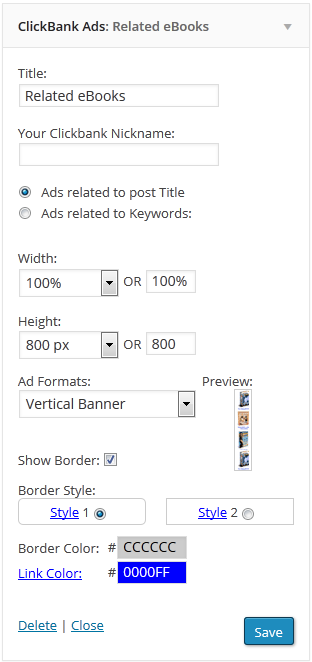 ClickBank Ads: Related eBooks
Title:
Related eBooks
Your Clickbank Nickname:
Ads related to post Title
Ads related to Keywords:
Width:
100% OR 100%
Height:
800 px OR 800
Ad Formats: Preview:
Vertical Banner
Show Border:
Border Style:
Style 1 Style 2
Border Color: # CCCCCC
Link Color: # 0000FF
Delete | Close Save